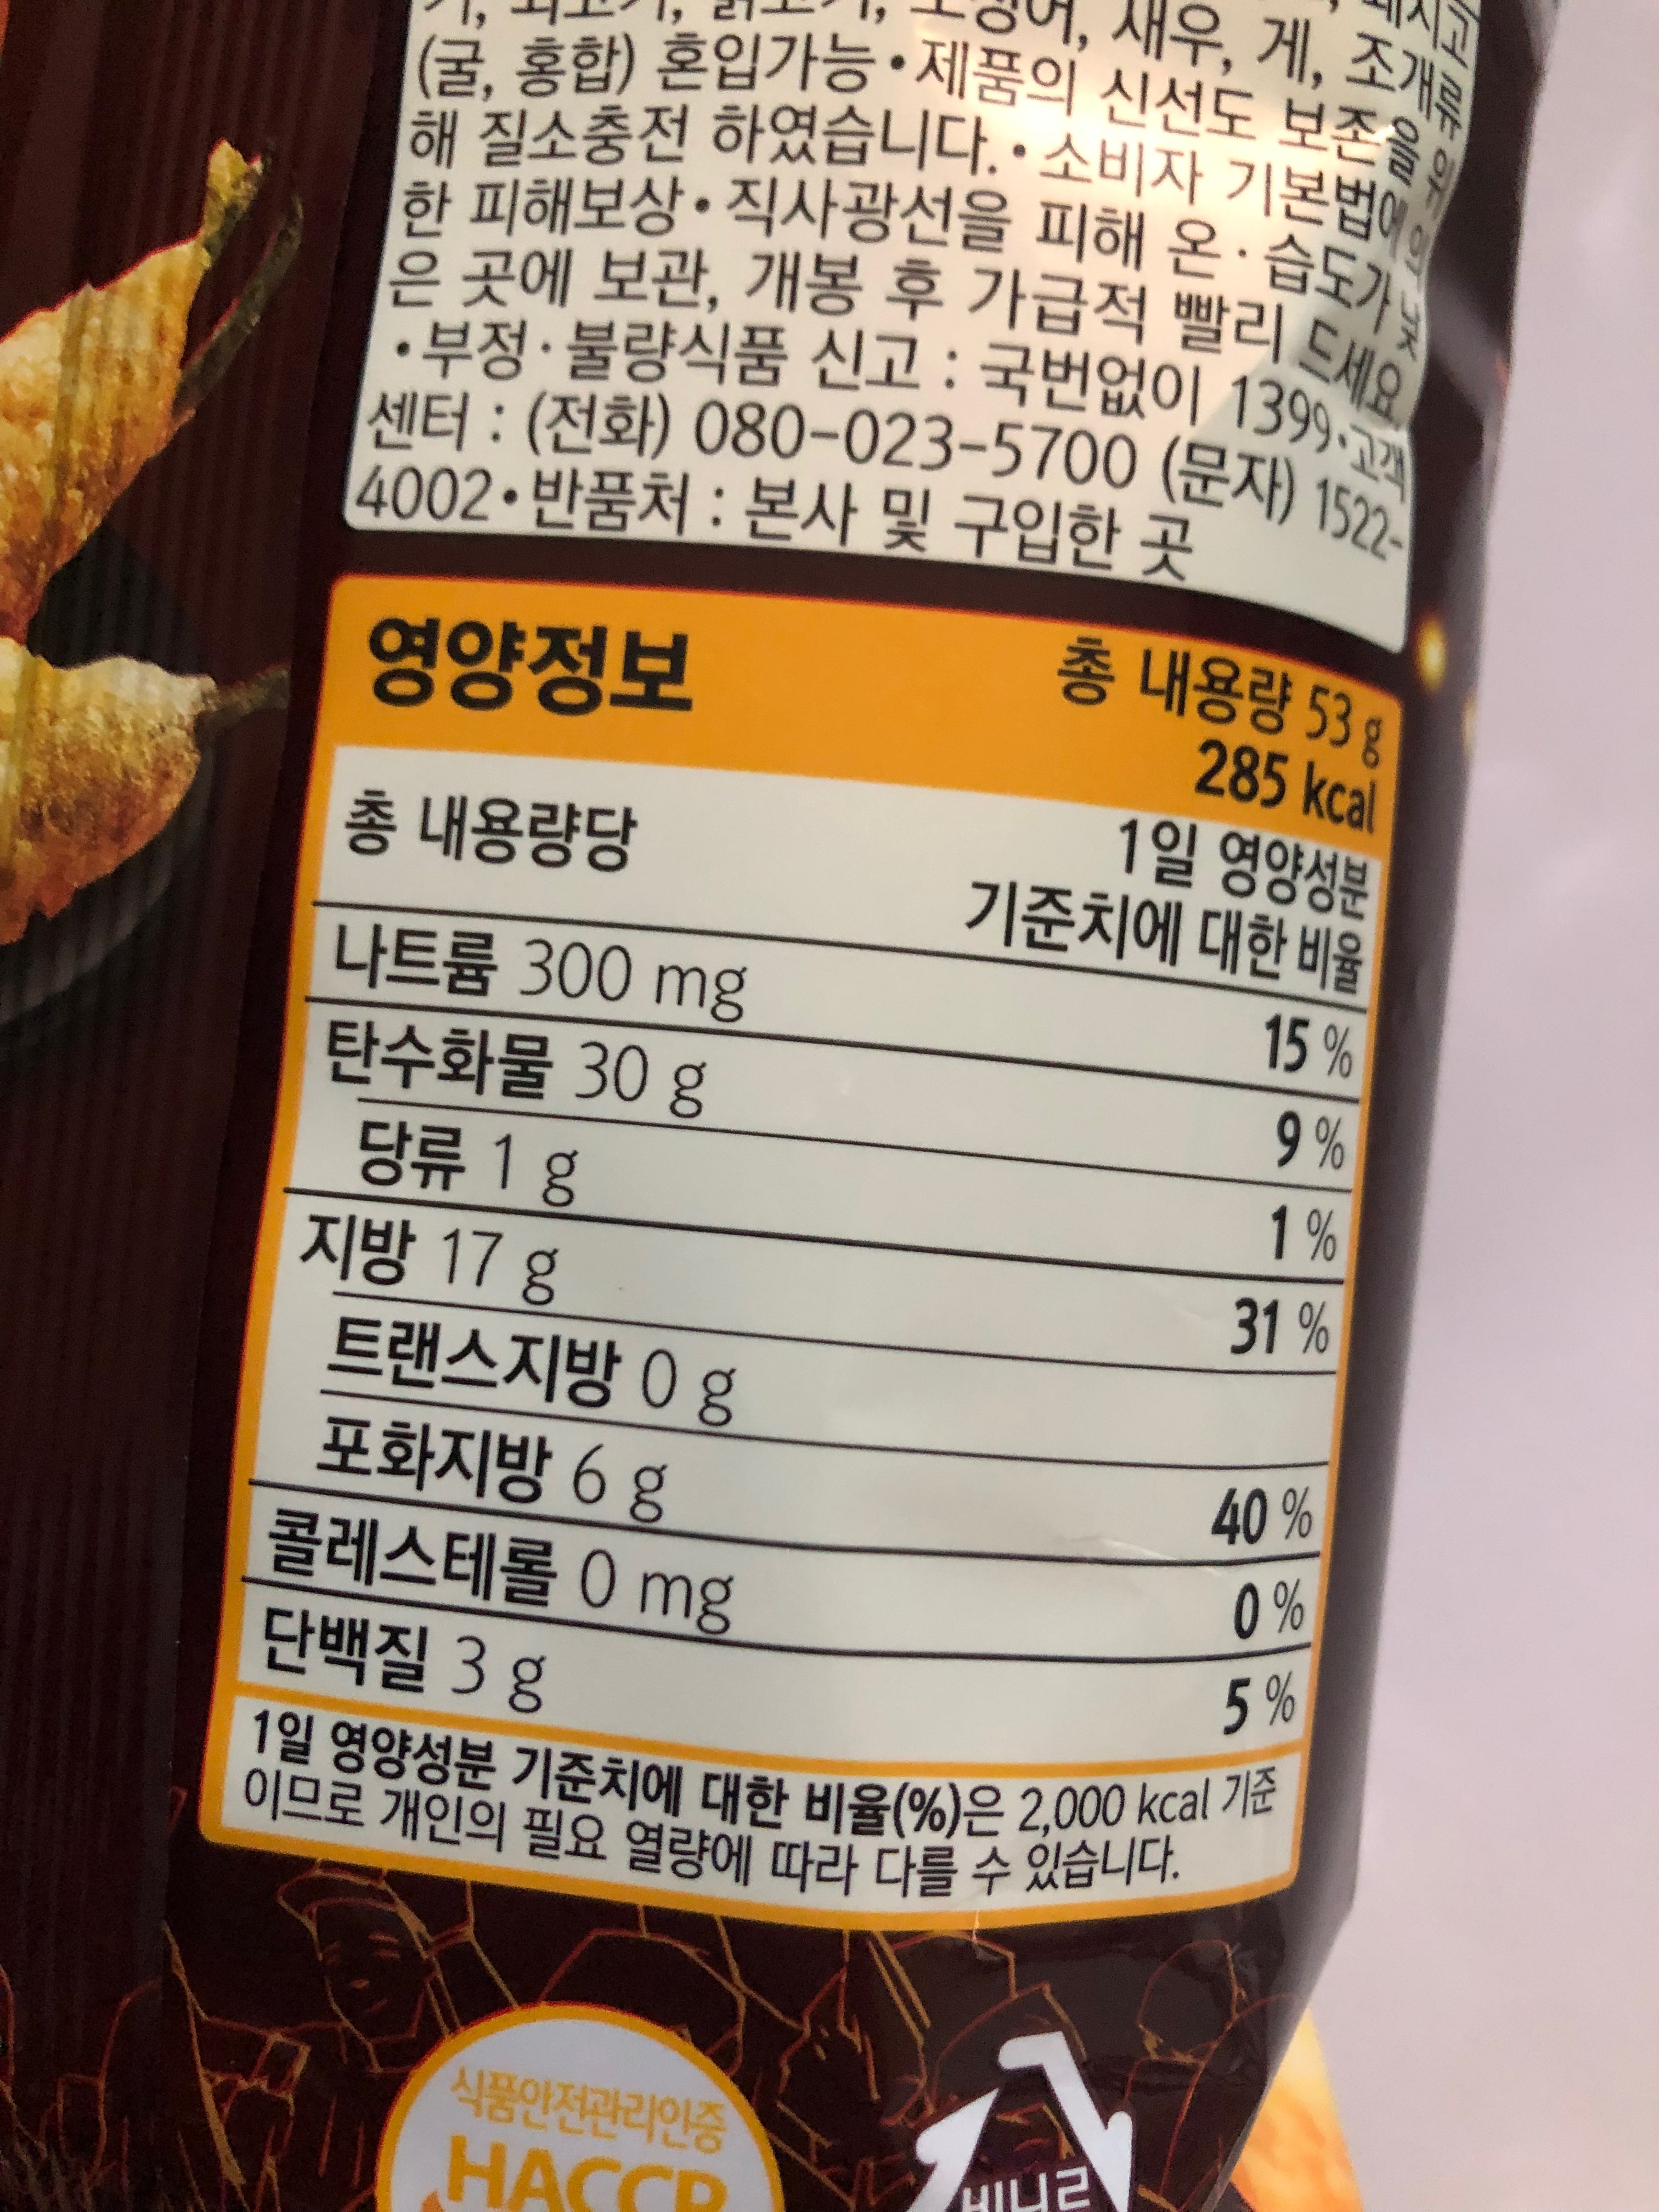 새우, 게, 조개류
(굴, 홍합) 혼입가능•제품의 신선도 보존을 위
해 질소충전 하였습니다.•소비자 기본법에
한 피해보상•직사광선을 피해 온·습도가 낮
은 곳에 보관, 개봉 후 가급적 빨리 드세요
•부정·불량식품 신고 : 국번없이 1399•고객
센터 : (전화) 080-023-5700 (문자) 1522-
4002•반품처 : 본사 및 구입한 곳
영양정보
총 내용량 53 g
285 kcal
총 내용량당
1일 영양성분
기준치에 대한 비율
나트륨 300 mg 15 %
탄수화물 30 g 9 %
당류 1 g 1 %
지방 17 g 31 %
트랜스지방 0 g
포화지방 6 g 40 %
콜레스테롤 0 mg 0 %
단백질 3 g 5 %
1일 영양성분 기준치에 대한 비율(%)은 2,000 kcal 기준
이므로 개인의 필요 열량에 따라 다를 수 있습니다.
식품안전관리인증
HACCP
비닐류